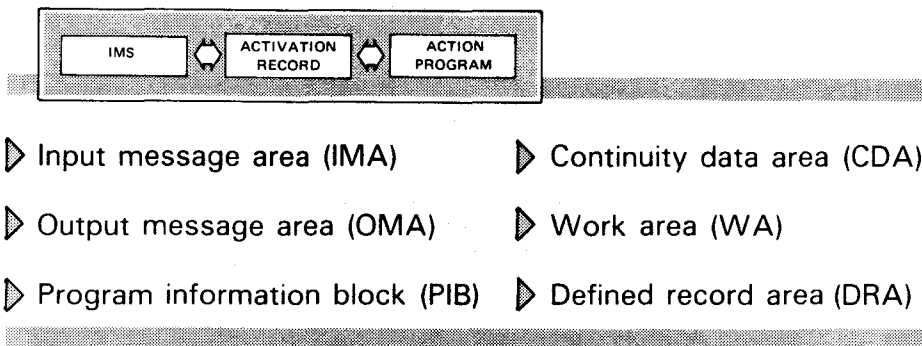 IMS
ACTIVATION
RECORD
ACTION
PROGRAM
Input message area (IMA)
Continuity data area (CDA)
Output message area (OMA)
Work area (WA)
Program information block (PIB)
Defined record area (DRA)